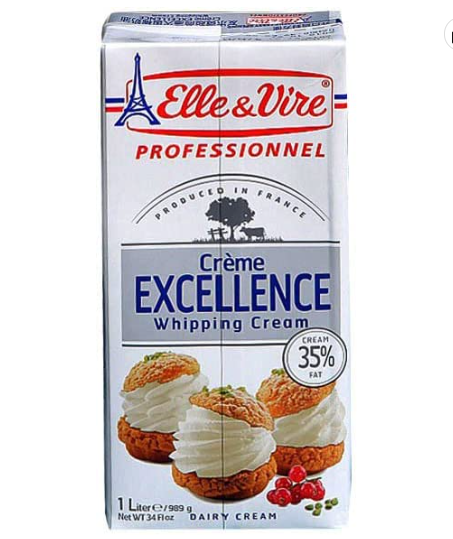 Elle & Vire®
PROFESSIONNEL
PRODUCED IN FRANCE
Crème
EXCELLENCE
Whipping Cream
CREAM
35%
FAT
1 Liter ℮/989 g
Net WT 34 Fl oz
DAIRY CREAM